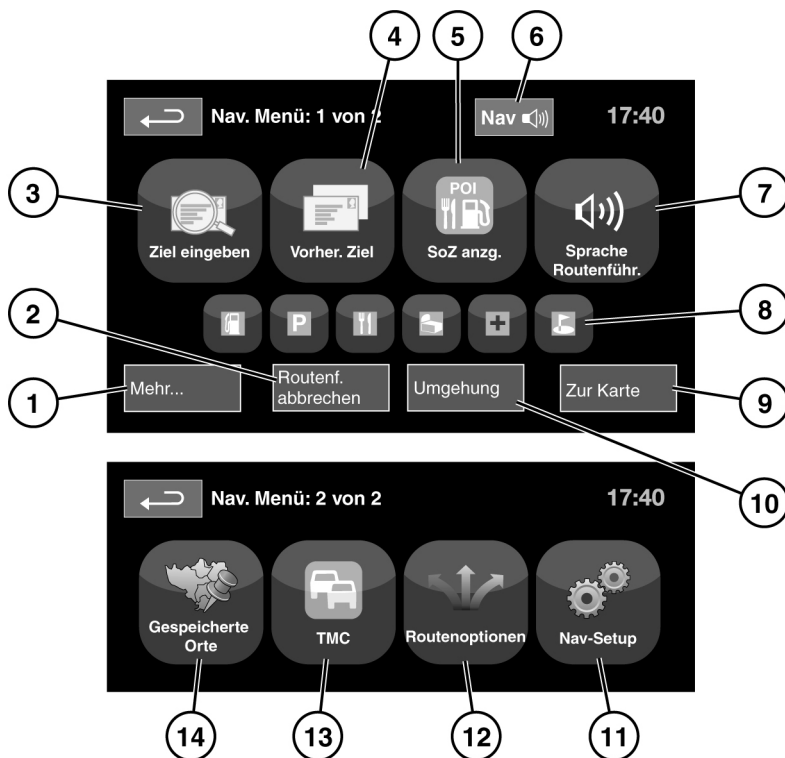 4 5 6
Nav. Menü: 1 von 2
Nav
17:40
3
7
POI
Ziel eingeben
Vorher. Ziel
SoZ anzg.
Sprache
Routenführ.
2
8
P
1
Mehr...
Routenf.
abbrechen
Umgehung
Zur Karte
9
10
Nav. Menü: 2 von 2
17:40
Gespeicherte
Orte
TMC
Routenoptionen
Nav-Setup
14 13 12 11